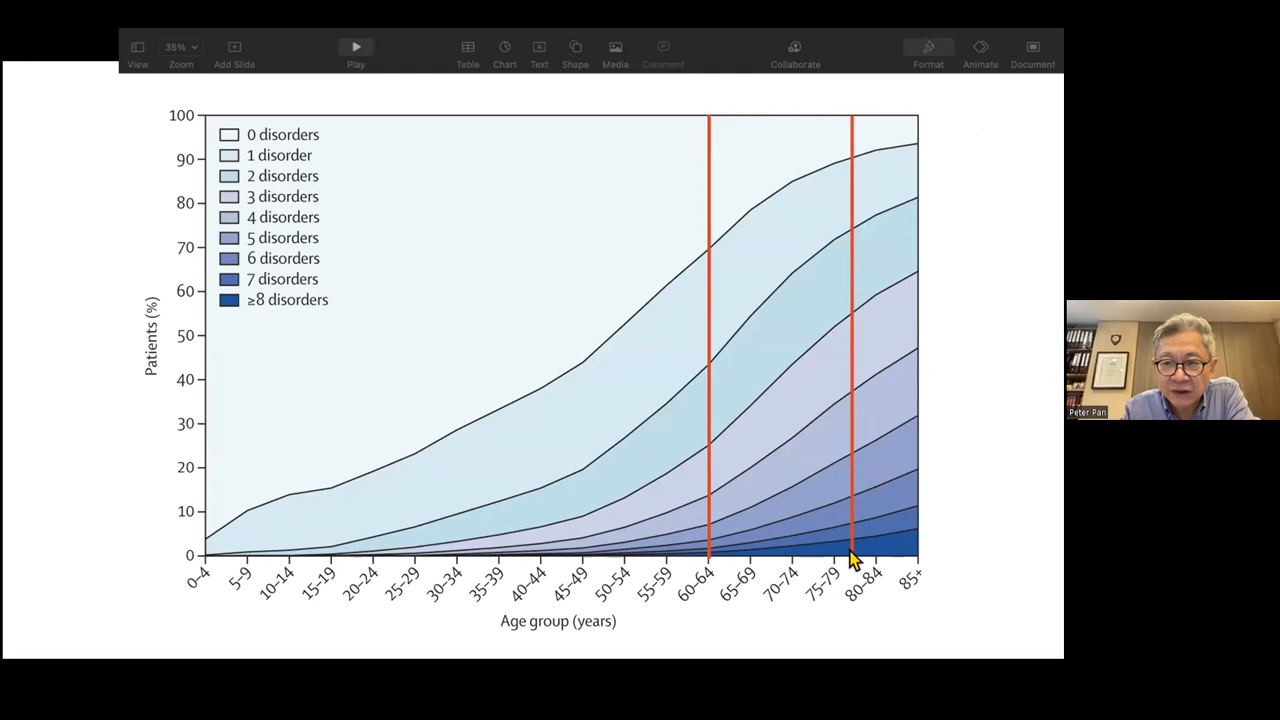 35%
View
Zoom
Add Slide
Play
Table
Chart
Text
Shape
Media
Comment
Collaborate
Format
Animate
Document
100
90
80
70
60
50
40
30
20
10
0
Patients (%)
0 disorders
1 disorder
2 disorders
3 disorders
4 disorders
5 disorders
6 disorders
7 disorders
≥8 disorders
0–4
5–9
10–14
15–19
20–24
25–29
30–34
35–39
40–44
45–49
50–54
55–59
60–64
65–69
70–74
75–79
80–84
85+
Age group (years)
Peter Pan